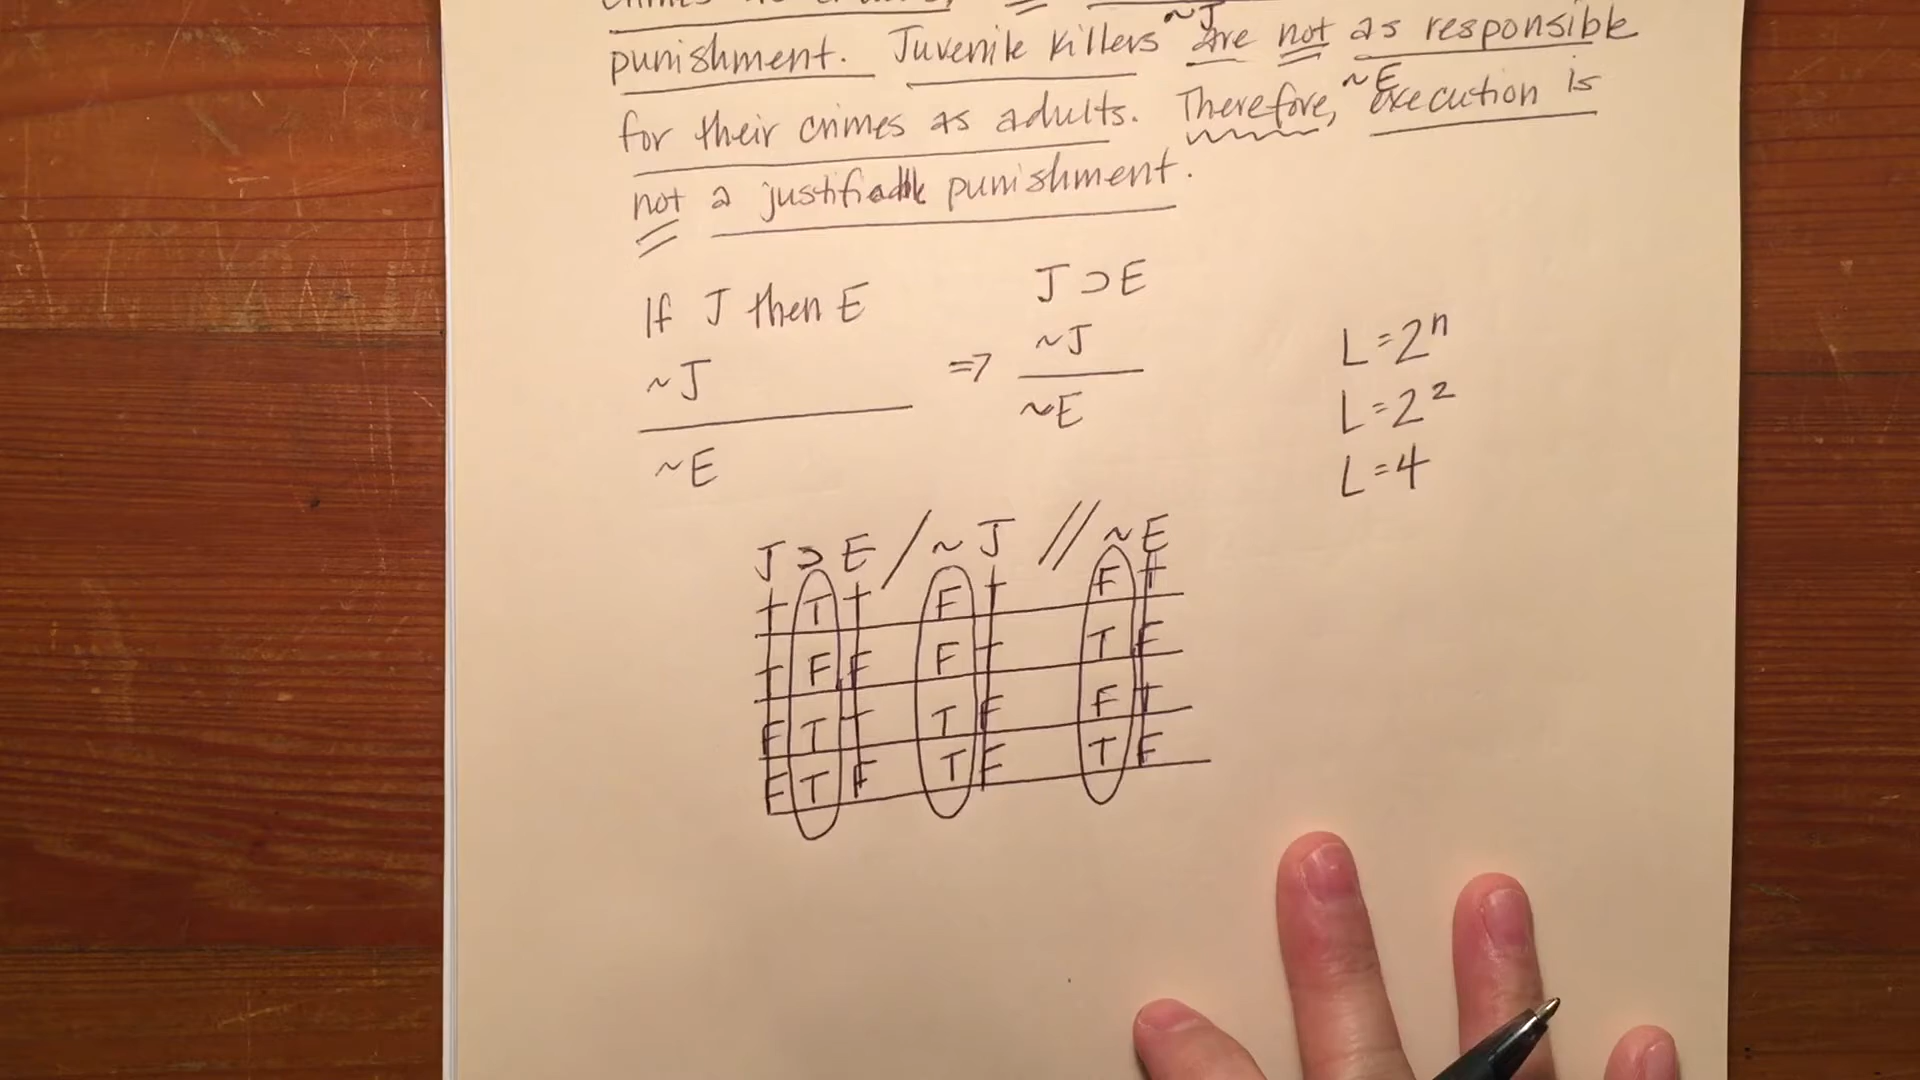 punishment. Juvenile killers ~J are not as responsible
for their crimes as adults. Therefore, ~E execution is
not a justifiable punishment.
If J then E
~J
~E
=>
J ⊃ E
~J
~E
L=2ⁿ
L=2²
L=4
J ⊃ E / ~ J // ~ E
T T T F T F T
T F F F T T F
F T T T F F T
F T F T F T F